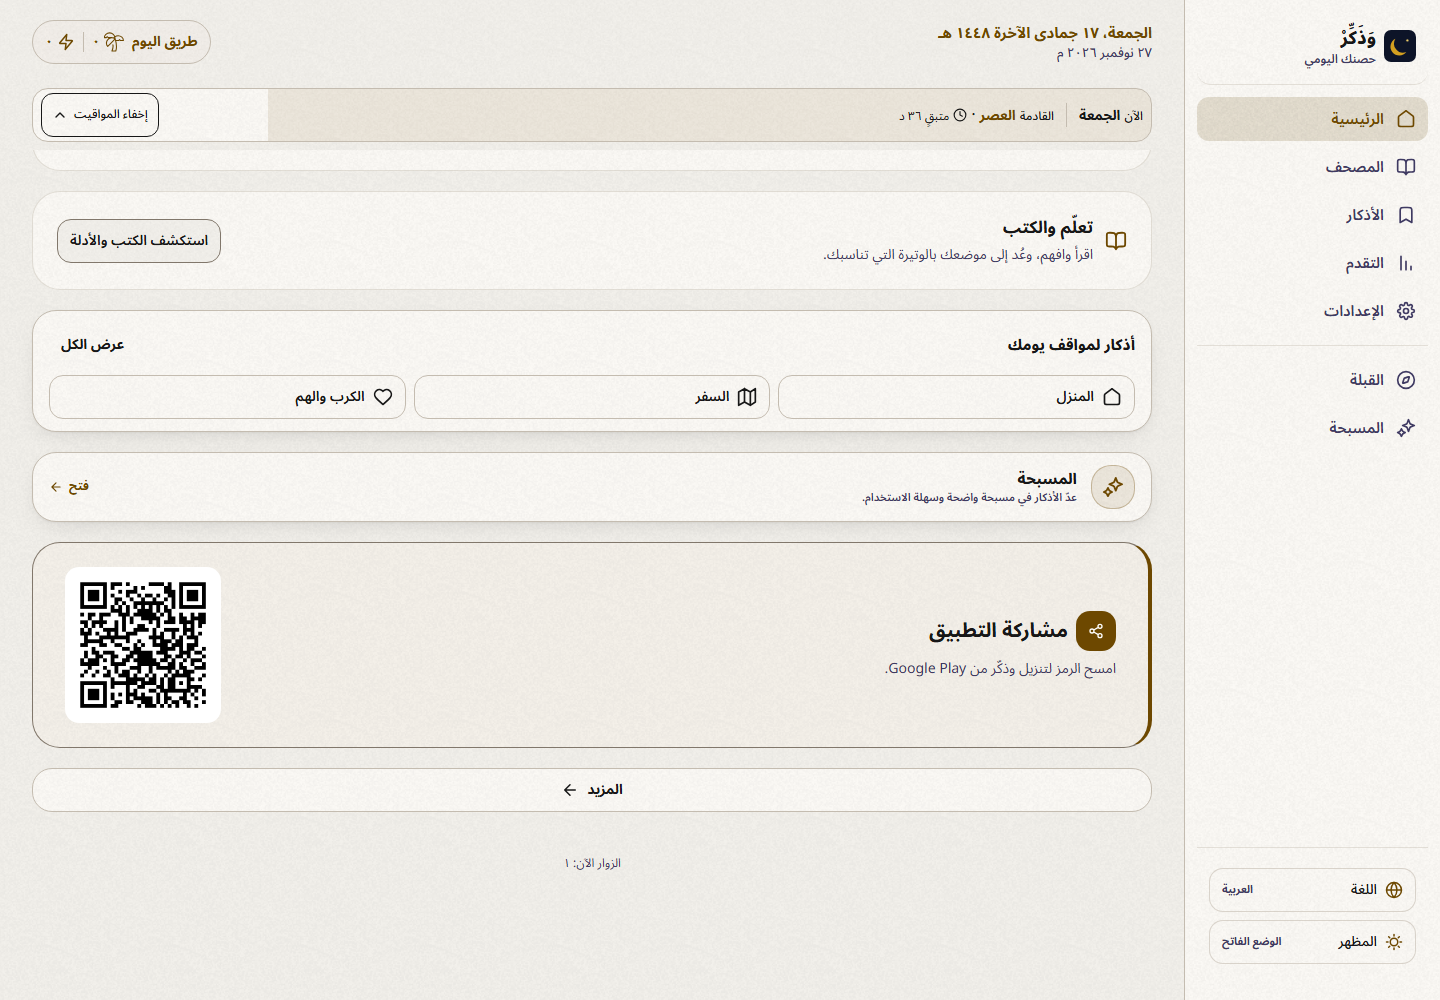 وَذَكِّرْ
حصنك اليومي
الرئيسية
المصحف
الأذكار
التقدم
الإعدادات
القبلة
المسبحة
اللغة
العربية
المظهر
الوضع الفاتح
الجمعة، ١٧ جمادى الآخرة ١٤٤٨ هـ
٢٧ نوفمبر ٢٠٢٦ م
طريق اليوم ٠ ٠
الآن الجمعة
القادمة العصر · متبقٍ ٣٦ د
إخفاء المواقيت
تعلّم والكتب
اقرأ وافهم، وعُد إلى موضعك بالوتيرة التي تناسبك.
استكشف الكتب والأدلة
أذكار لمواقف يومك
عرض الكل
المنزل
السفر
الكرب والهم
المسبحة
عدّ الأذكار في مسبحة واضحة وسهلة الاستخدام.
فتح
مشاركة التطبيق
امسح الرمز لتنزيل وذكّر من Google Play.
المزيد
الزوار الآن: ١